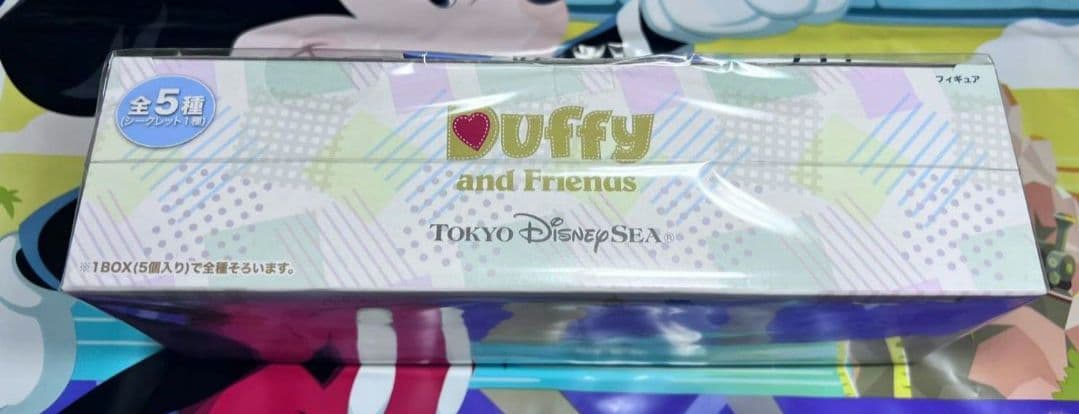 フィギュア
全5種
(シークレット1種)
Duffy
and Friends
TOKYO DISNEYSEA®
※1BOX(5個入り)で全種そろいます。